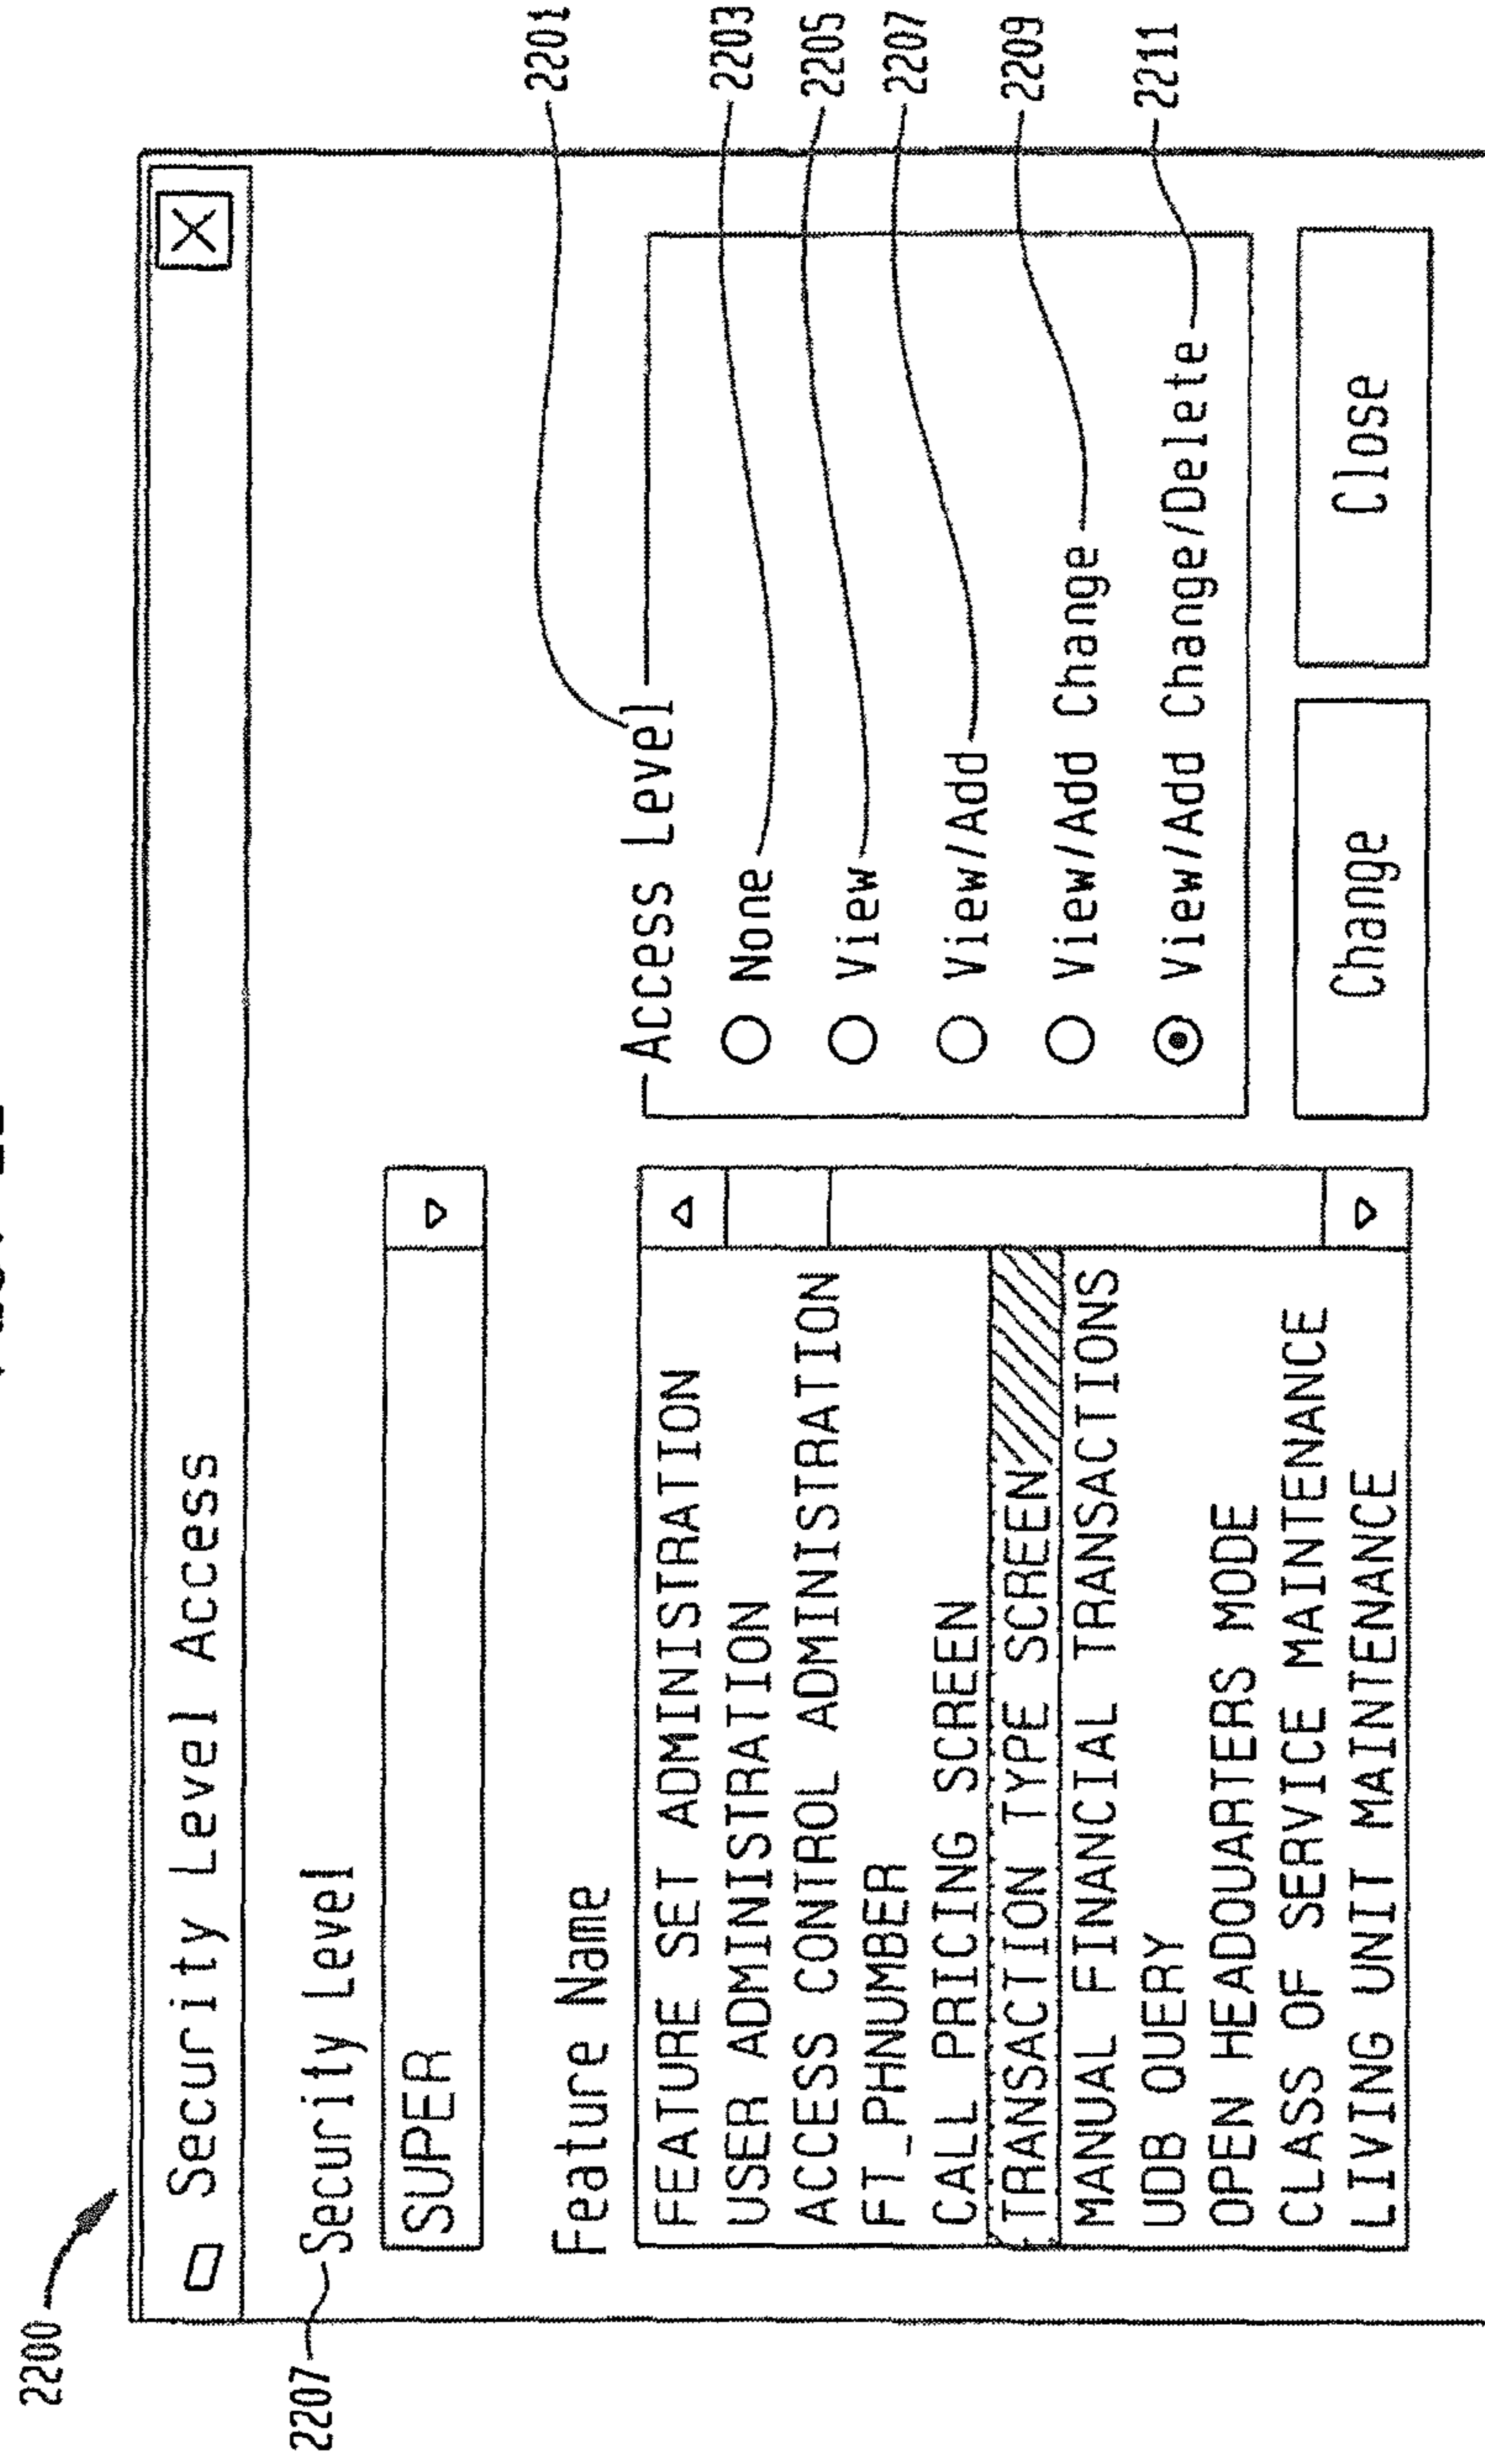 2200
Security Level Access
2201
2207 Security Level
SUPER
Feature Name
FEATURE SET ADMINISTRATION
USER ADMINISTRATION
ACCESS CONTROL ADMINISTRATION
FT_PHNUMBER
CALL PRICING SCREEN
TRANSACTION TYPE SCREEN
MANUAL FINANCIAL TRANSACTIONS
UDB QUERY
OPEN HEADQUARTERS MODE
CLASS OF SERVICE MAINTENANCE
LIVING UNIT MAINTENANCE
Access Level
None 2203
View 2205
View/Add 2207
View/Add Change 2209
View/Add Change/Delete 2211
Change Close